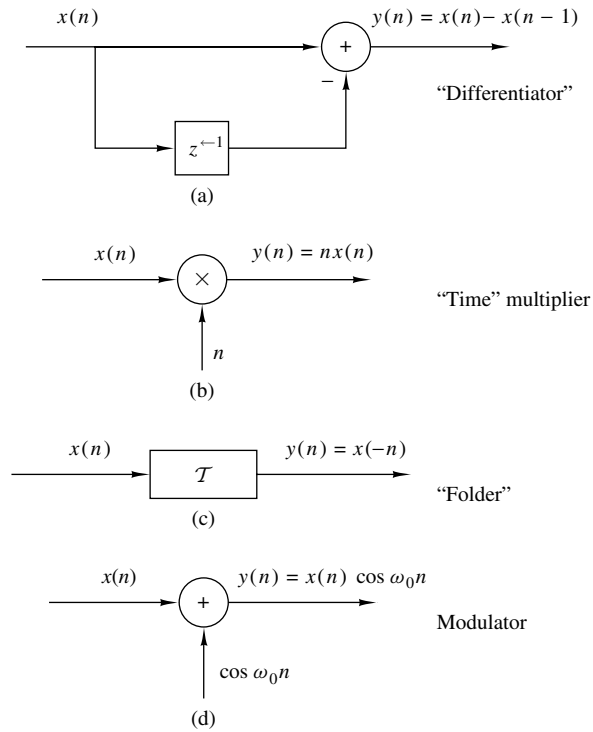 x(n)
y(n) = x(n) − x(n − 1)
+
−
“Differentiator”
z←1
(a)
x(n)
y(n) = nx(n)
×
“Time” multiplier
n
(b)
x(n)
y(n) = x(−n)
𝒯
“Folder”
(c)
x(n)
y(n) = x(n) cos ω₀n
+
Modulator
cos ω₀n
(d)